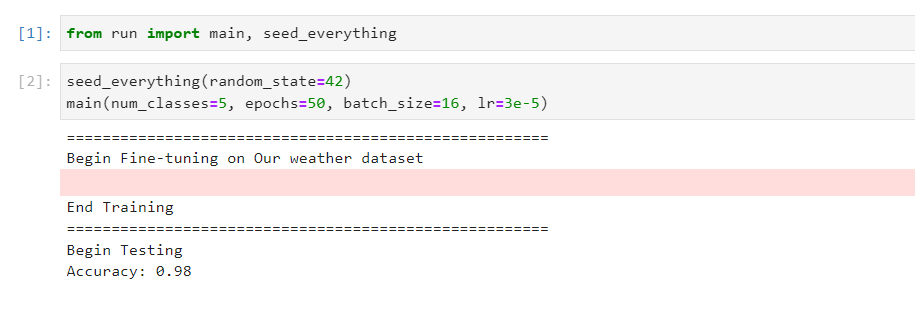 [1]: from run import main, seed_everything
[2]: seed_everything(random_state=42)
main(num_classes=5, epochs=50, batch_size=16, lr=3e-5)
======================================================
Begin Fine-tuning on Our weather dataset
End Training
======================================================
Begin Testing
Accuracy: 0.98